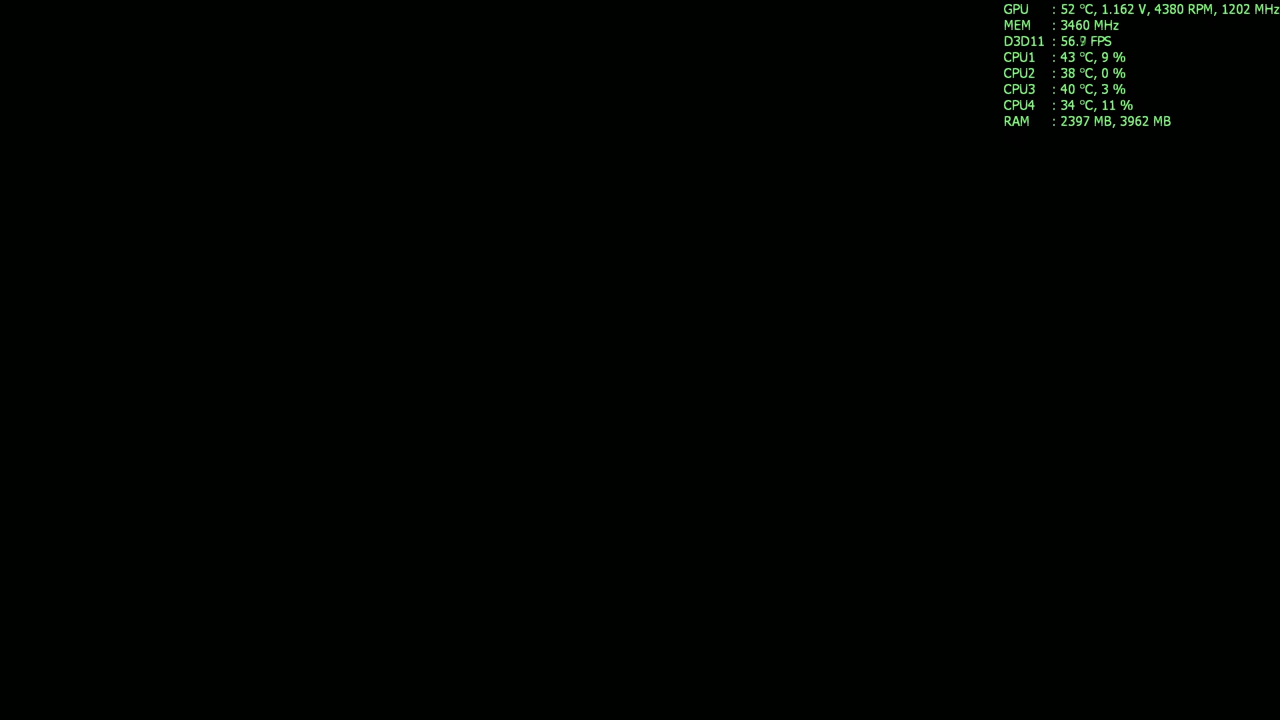 GPU : 52 °C, 1.162 V, 4380 RPM, 1202 MHz
MEM : 3460 MHz
D3D11 : FPS
CPU1 : 43 °C, 9 %
CPU2 : 38 °C, 0 %
CPU3 : 40 °C, 3 %
CPU4 : 34 °C, 11 %
RAM : 2397 MB, 3962 MB